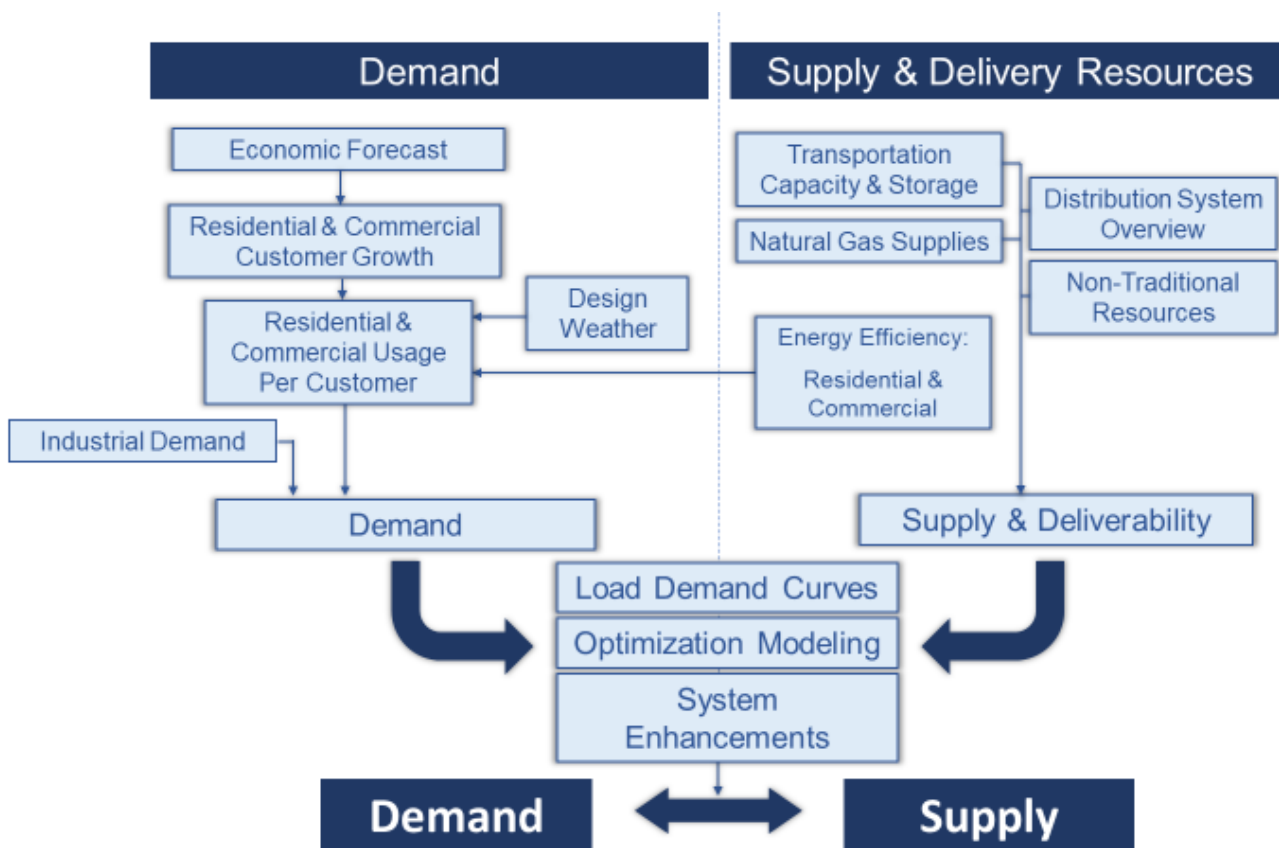 Demand
Supply & Delivery Resources
Economic Forecast
Residential & Commercial
Customer Growth
Residential &
Commercial Usage
Per Customer
Design
Weather
Industrial Demand
Demand
Transportation
Capacity & Storage
Distribution System
Overview
Natural Gas Supplies
Non-Traditional
Resources
Energy Efficiency:
Residential &
Commercial
Supply & Deliverability
Load Demand Curves
Optimization Modeling
System
Enhancements
Demand
Supply